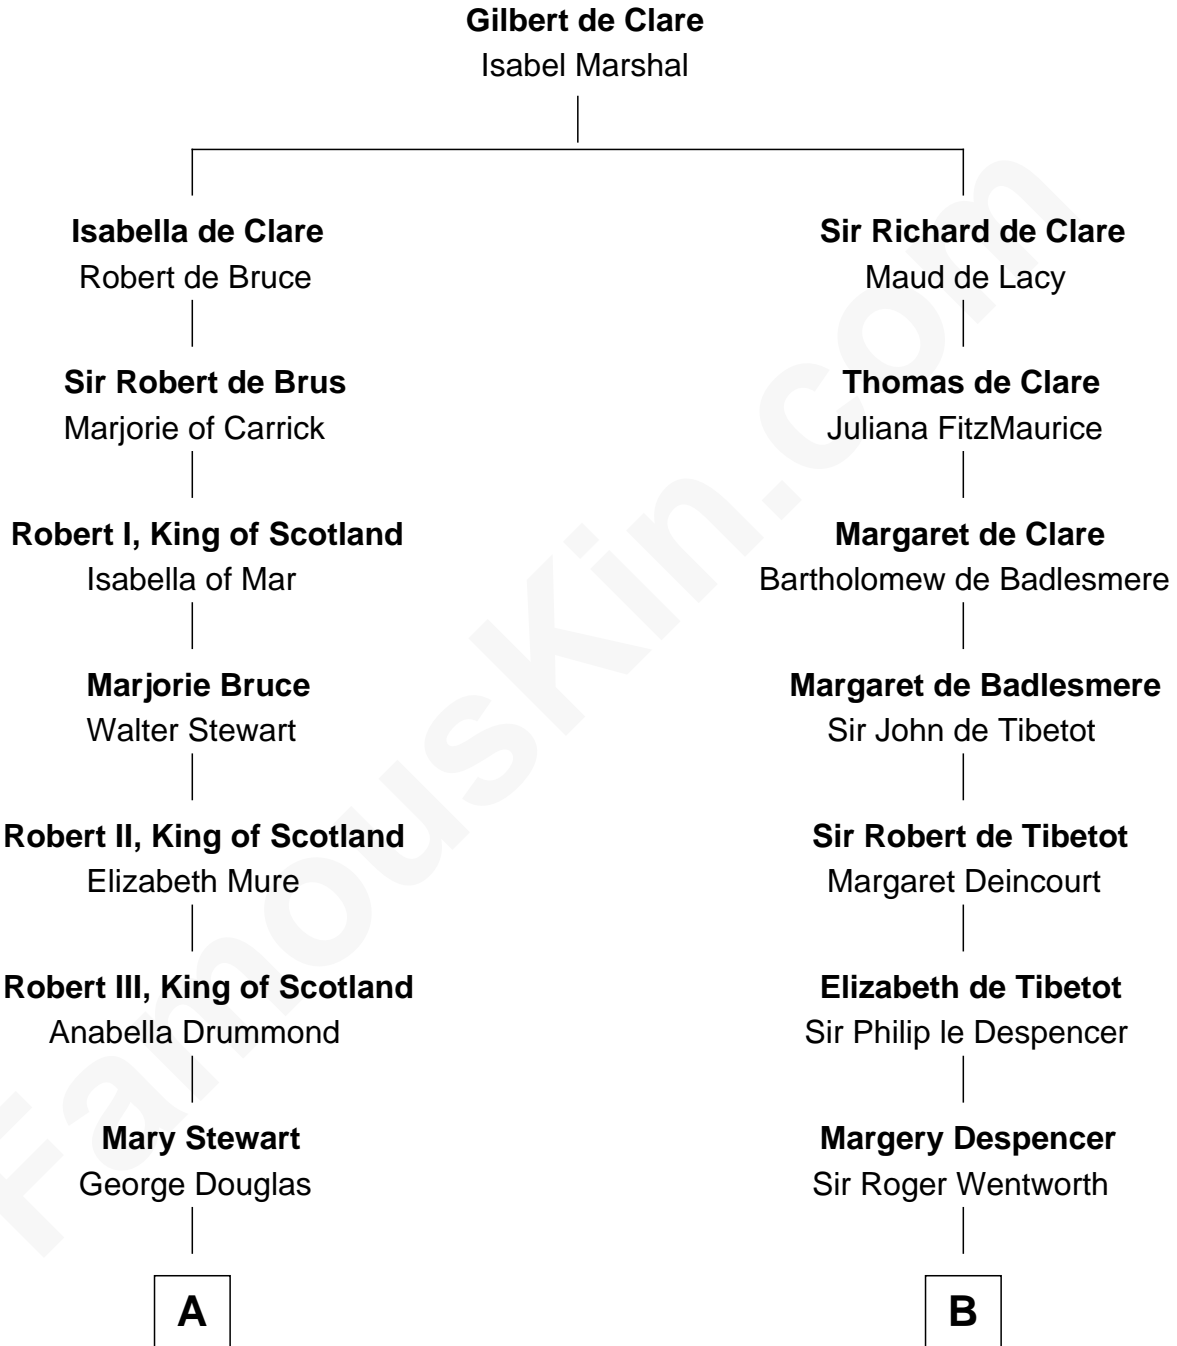 Gilbert de Clare
Isabel Marshal
Isabella de Clare
Robert de Bruce
Sir Richard de Clare
Maud de Lacy
Sir Robert de Brus
Marjorie of Carrick
Thomas de Clare
Juliana FitzMaurice
Robert I, King of Scotland
Isabella of Mar
Margaret de Clare
Bartholomew de Badlesmere
Marjorie Bruce
Walter Stewart
Margaret de Badlesmere
Sir John de Tibetot
Robert II, King of Scotland
Elizabeth Mure
Sir Robert de Tibetot
Margaret Deincourt
Robert III, King of Scotland
Anabella Drummond
Elizabeth de Tibetot
Sir Philip le Despencer
Mary Stewart
George Douglas
Margery Despencer
Sir Roger Wentworth
A
B
FamousKin.com